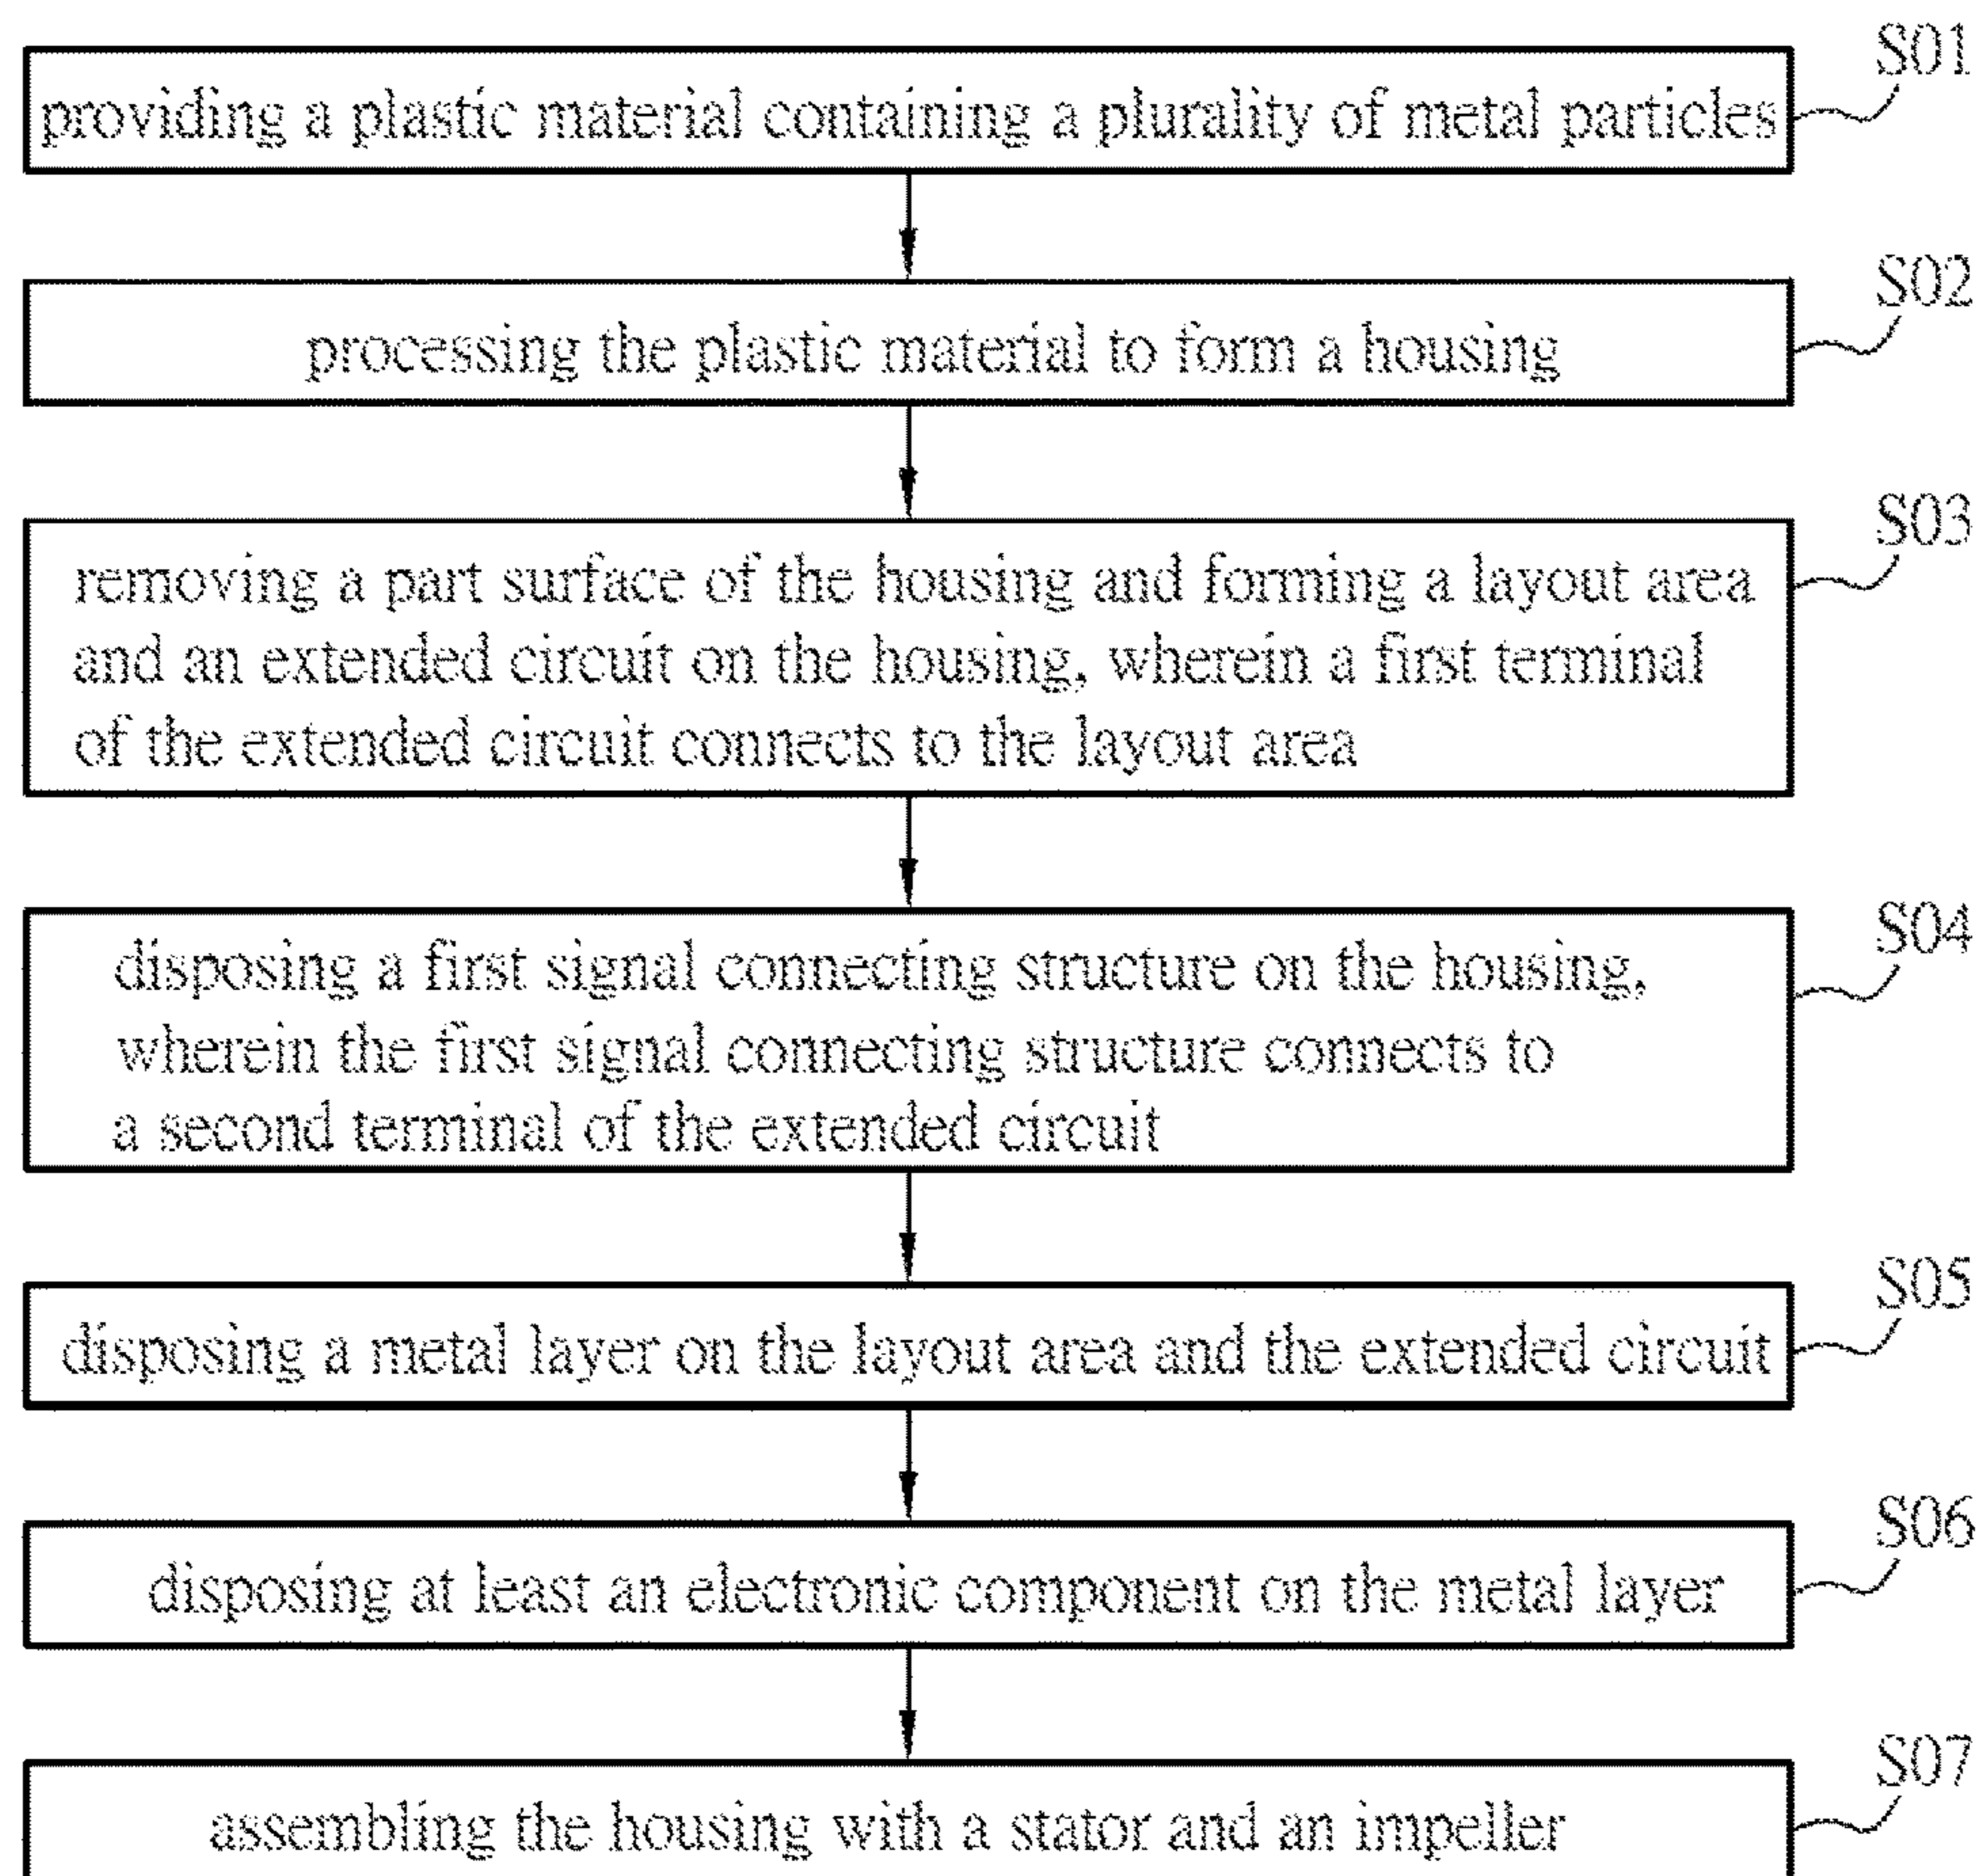 S01
providing a plastic material containing a plurality of metal particles
S02
processing the plastic material to form a housing
S03
removing a part surface of the housing and forming a layout area
and an extended circuit on the housing, wherein a first terminal
of the extended circuit connects to the layout area
S04
disposing a first signal connecting structure on the housing,
wherein the first signal connecting structure connects to
a second terminal of the extended circuit
S05
disposing a metal layer on the layout area and the extended circuit
S06
disposing at least an electronic component on the metal layer
S07
assembling the housing with a stator and an impeller